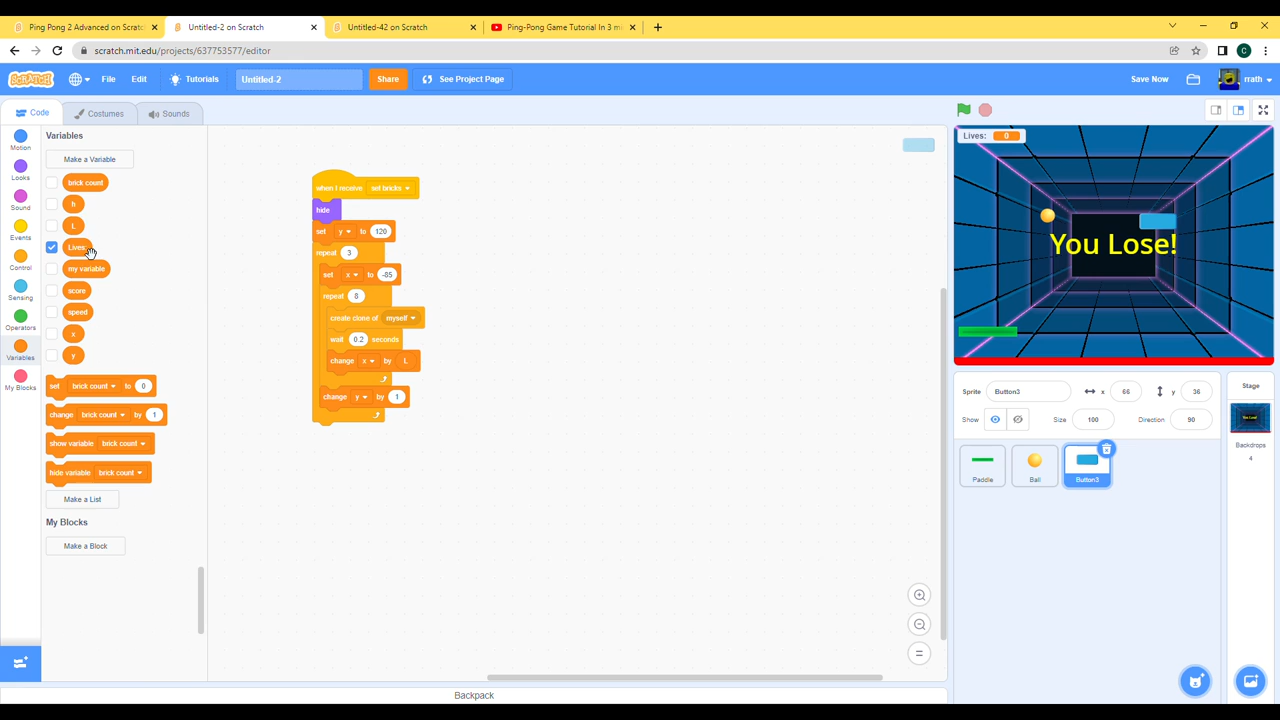 Ping Pong 2 Advanced on Scratch
Untitled-2 on Scratch
Untitled-42 on Scratch
Ping-Pong Game Tutorial In 3 mi
scratch.mit.edu/projects/637753577/editor
C
SCRATCH
File
Edit
Tutorials
Untitled-2
Share
See Project Page
Save Now
rrath
Code
Costumes
Sounds
Motion
Looks
Sound
Events
Control
Sensing
Operators
Variables
My Blocks
Variables
Make a Variable
brick count
h
L
Lives
my variable
score
speed
x
y
set brick count to 0
change brick count by 1
show variable brick count
hide variable brick count
Make a List
My Blocks
Make a Block
when I receive set bricks
hide
set y to 120
repeat 3
set x to -85
repeat 8
create clone of myself
wait 0.2 seconds
change x by L
change y by 1
Backpack
Lives: 0
You Lose!
Sprite Button3 x 66 y 36
Show Size 100 Direction 90
Paddle
Ball
Button3
Stage
You Lose!
Backdrops
4